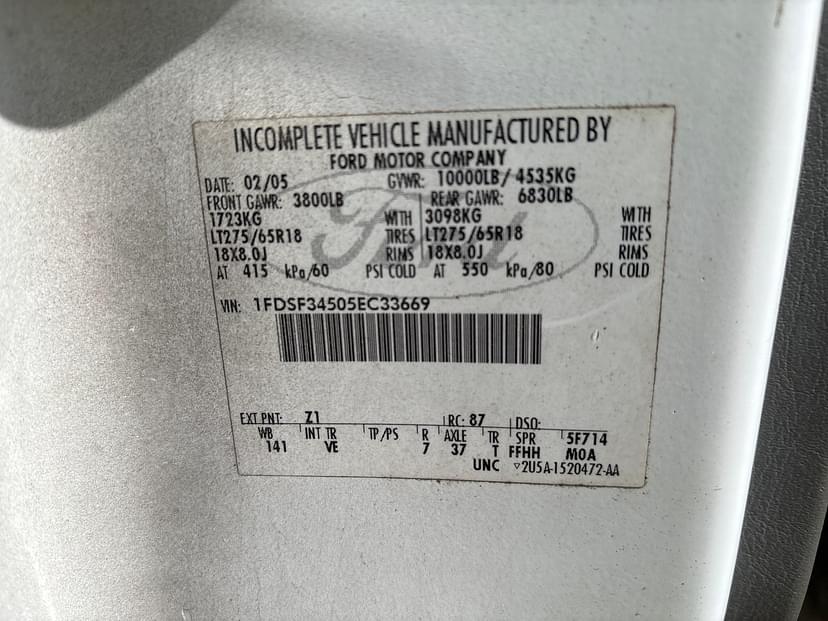 INCOMPLETE VEHICLE MANUFACTURED BY
FORD MOTOR COMPANY
DATE: 02/05 GVWR: 10000LB/ 4535KG
FRONT GAWR: 3800LB REAR GAWR: 6830LB
1723KG WITH 3098KG WITH
LT275/65R18 TIRES LT275/65R18 TIRES
18X8.0J RIMS 18X8.0J RIMS
AT 415 kPa/60 PSI COLD AT 550 kPa/80 PSI COLD
Ford
VIN: 1FDSF34505EC33669
EXT PNT: Z1 RC: 87 DSO:
WB INT TR TP/PS R AXLE TR SPR 5F714
141 VE 7 37 T FFHH M0A
UNC ▽2U5A-1520472-AA